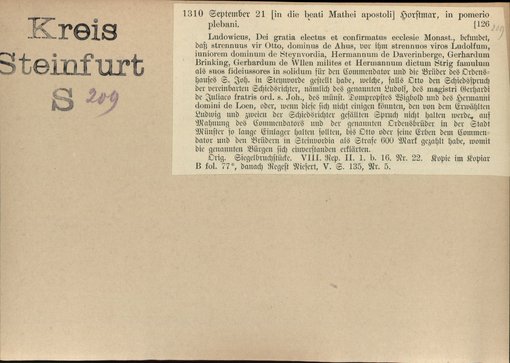 Kreis
Steinfurt
S 209
1310 September 21 [in die beati Mathei apostoli] Horstmar, in pomerio
plebani. [126
209
Ludowicus, Dei gratia electus et confirmatus ecclesie Monast., bekundet,
daß strennuus vir Otto, dominus de Ahus, vor ihm strennuos viros Ludolfum,
iuniorem dominum de Steynvordia, Hermannum de Daverinberge, Gerhardum
Brinking, Gerhardum de Wllen milites et Hermannum dictum Strig famulum
als suos fideiussores in solidum für den Commendator und die Brüder des Ordens-
hauses S. Joh. in Steynvorde gestellt habe, welche, falls Otto den Schiedsspruch
der vereinbarten Schiedsrichter, nämlich des genannten Ludolf, des magistri Gerhardi
de Juliaco fratris ord. s. Joh., des münst. Dompropstes Wigbold und des Hermanni
domini de Loen, oder, wenn diese sich nicht einigen könnten, den von dem Erwählten
Ludwig und zweien der Schiedsrichter gefällten Spruch nicht halten werde, auf
Mahnung des Commendators und der genannten Ordensbrüder in der Stadt
Münster so lange Einlager halten sollten, bis Otto oder seine Erben dem Commen-
dator und den Brüdern in Steinvordia als Strafe 600 Mark gezahlt habe, womit
die genannten Bürgen sich einverstanden erklärten.
Orig. Siegelbruchstücke. VIII. Rep. II. 1. b. 16. Nr. 22. Kopie im Kopiar
B fol. 77ᵛ, danach Regest Niesert, V. S. 135, Nr. 5.